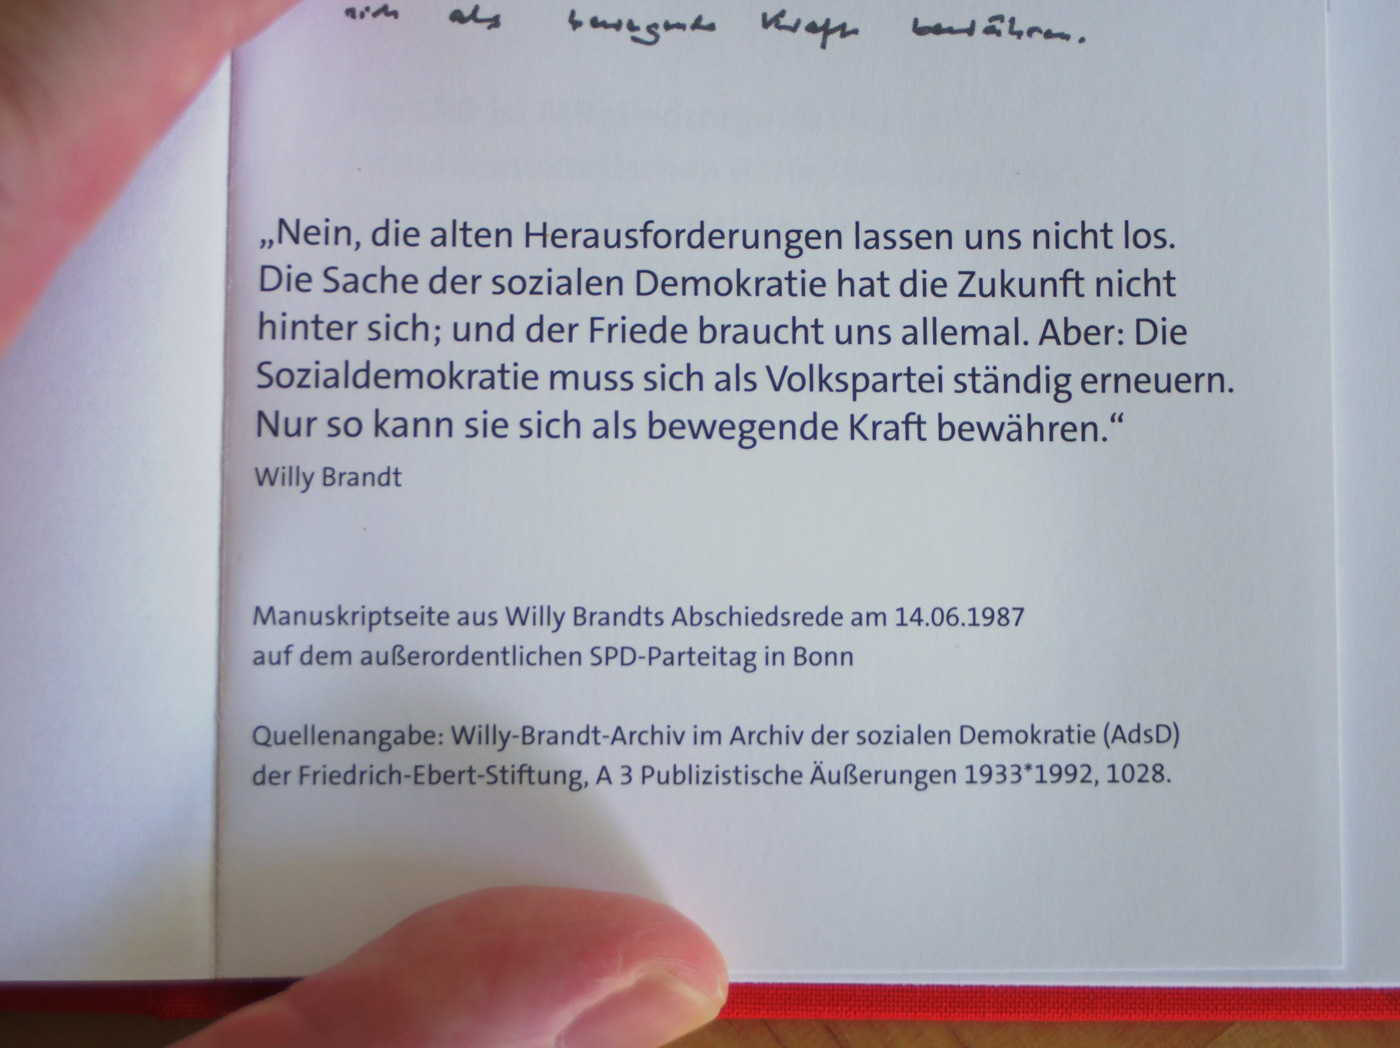 sich als bewegende Kraft bewähren.
„Nein, die alten Herausforderungen lassen uns nicht los.
Die Sache der sozialen Demokratie hat die Zukunft nicht
hinter sich; und der Friede braucht uns allemal. Aber: Die
Sozialdemokratie muss sich als Volkspartei ständig erneuern.
Nur so kann sie sich als bewegende Kraft bewähren.“
Willy Brandt
Manuskriptseite aus Willy Brandts Abschiedsrede am 14.06.1987
auf dem außerordentlichen SPD-Parteitag in Bonn
Quellenangabe: Willy-Brandt-Archiv im Archiv der sozialen Demokratie (AdsD)
der Friedrich-Ebert-Stiftung, A 3 Publizistische Äußerungen 1933*1992, 1028.